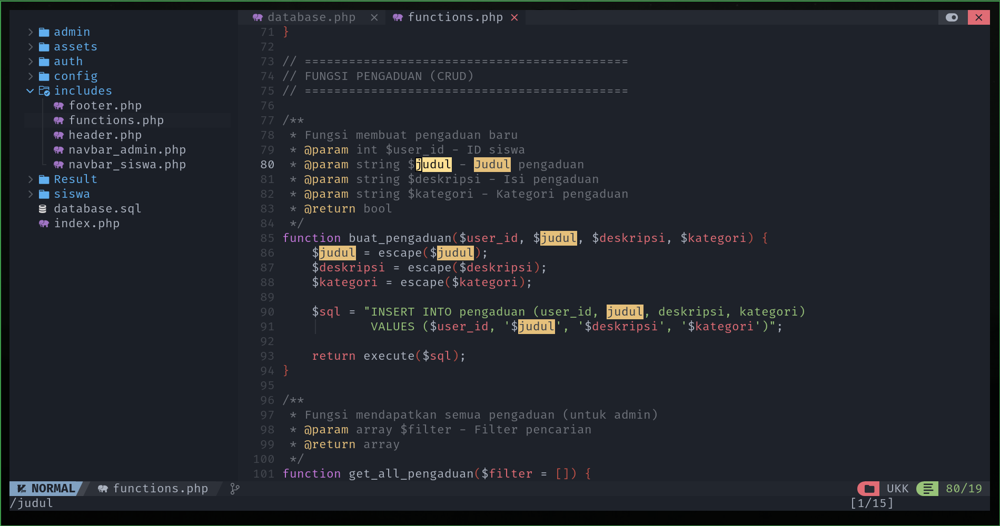 admin
assets
auth
config
includes
footer.php
functions.php
header.php
navbar_admin.php
navbar_siswa.php
Result
siswa
database.sql
index.php
database.php functions.php
71 }
72
73 // ============================================
74 // FUNGSI PENGADUAN (CRUD)
75 // ============================================
76
77 /**
78  * Fungsi membuat pengaduan baru
79  * @param int $user_id - ID siswa
80  * @param string $judul - Judul pengaduan
81  * @param string $deskripsi - Isi pengaduan
82  * @param string $kategori - Kategori pengaduan
83  * @return bool
84  */
85 function buat_pengaduan($user_id, $judul, $deskripsi, $kategori) {
86     $judul = escape($judul);
87     $deskripsi = escape($deskripsi);
88     $kategori = escape($kategori);
89
90     $sql = "INSERT INTO pengaduan (user_id, judul, deskripsi, kategori)
91             VALUES ($user_id, '$judul', '$deskripsi', '$kategori')";
92
93     return execute($sql);
94 }
95
96 /**
97  * Fungsi mendapatkan semua pengaduan (untuk admin)
98  * @param array $filter - Filter pencarian
99  * @return array
100  */
101 function get_all_pengaduan($filter = []) {
NORMAL functions.php UKK 80/19
/judul [1/15]